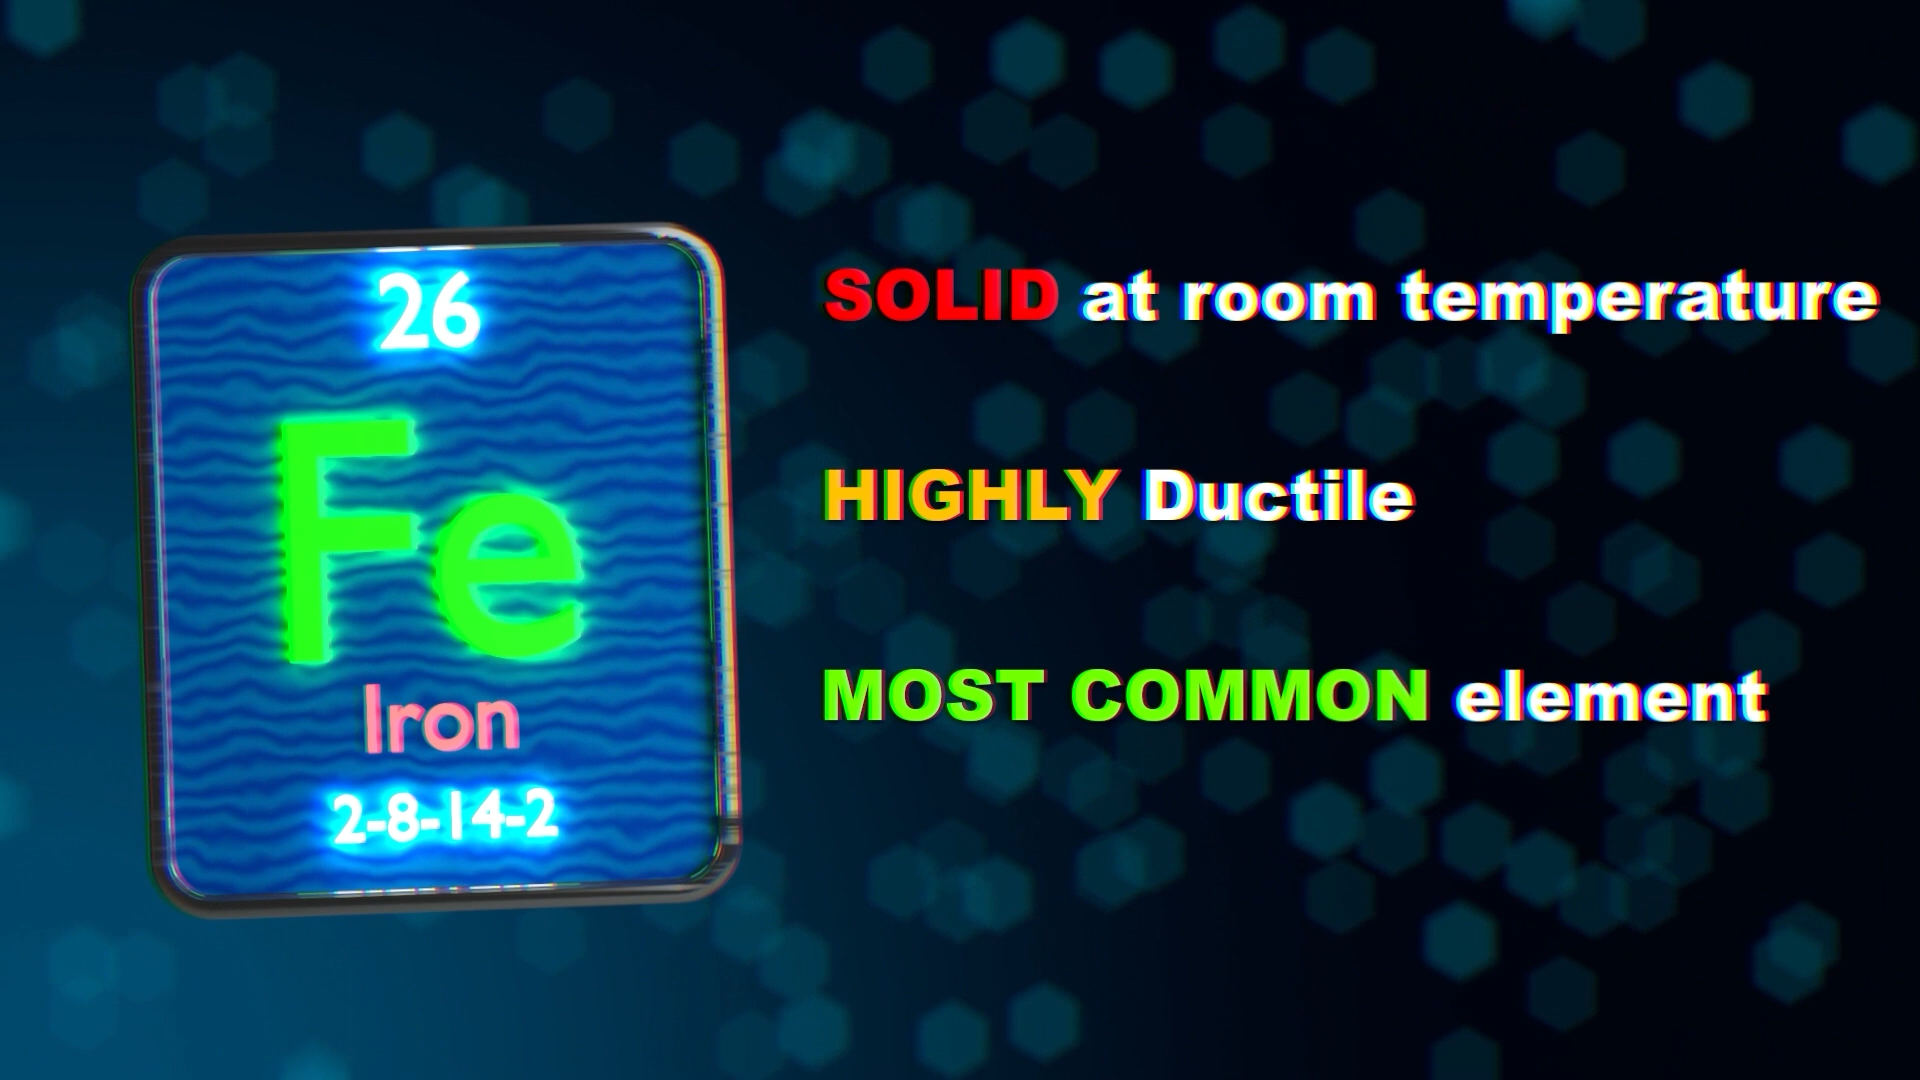 26
Fe
Iron
2-8-14-2
SOLID at room temperature
HIGHLY Ductile
MOST COMMON element